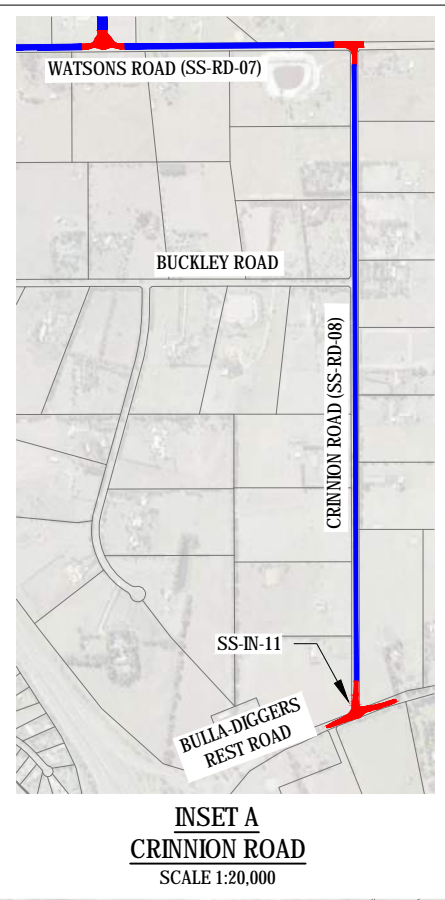 WATSONS ROAD (SS-RD-07)
BUCKLEY ROAD
CRINNION ROAD (SS-RD-08)
SS-IN-11
BULLA-DIGGERS
REST ROAD
INSET A
CRINNION ROAD
SCALE 1:20,000